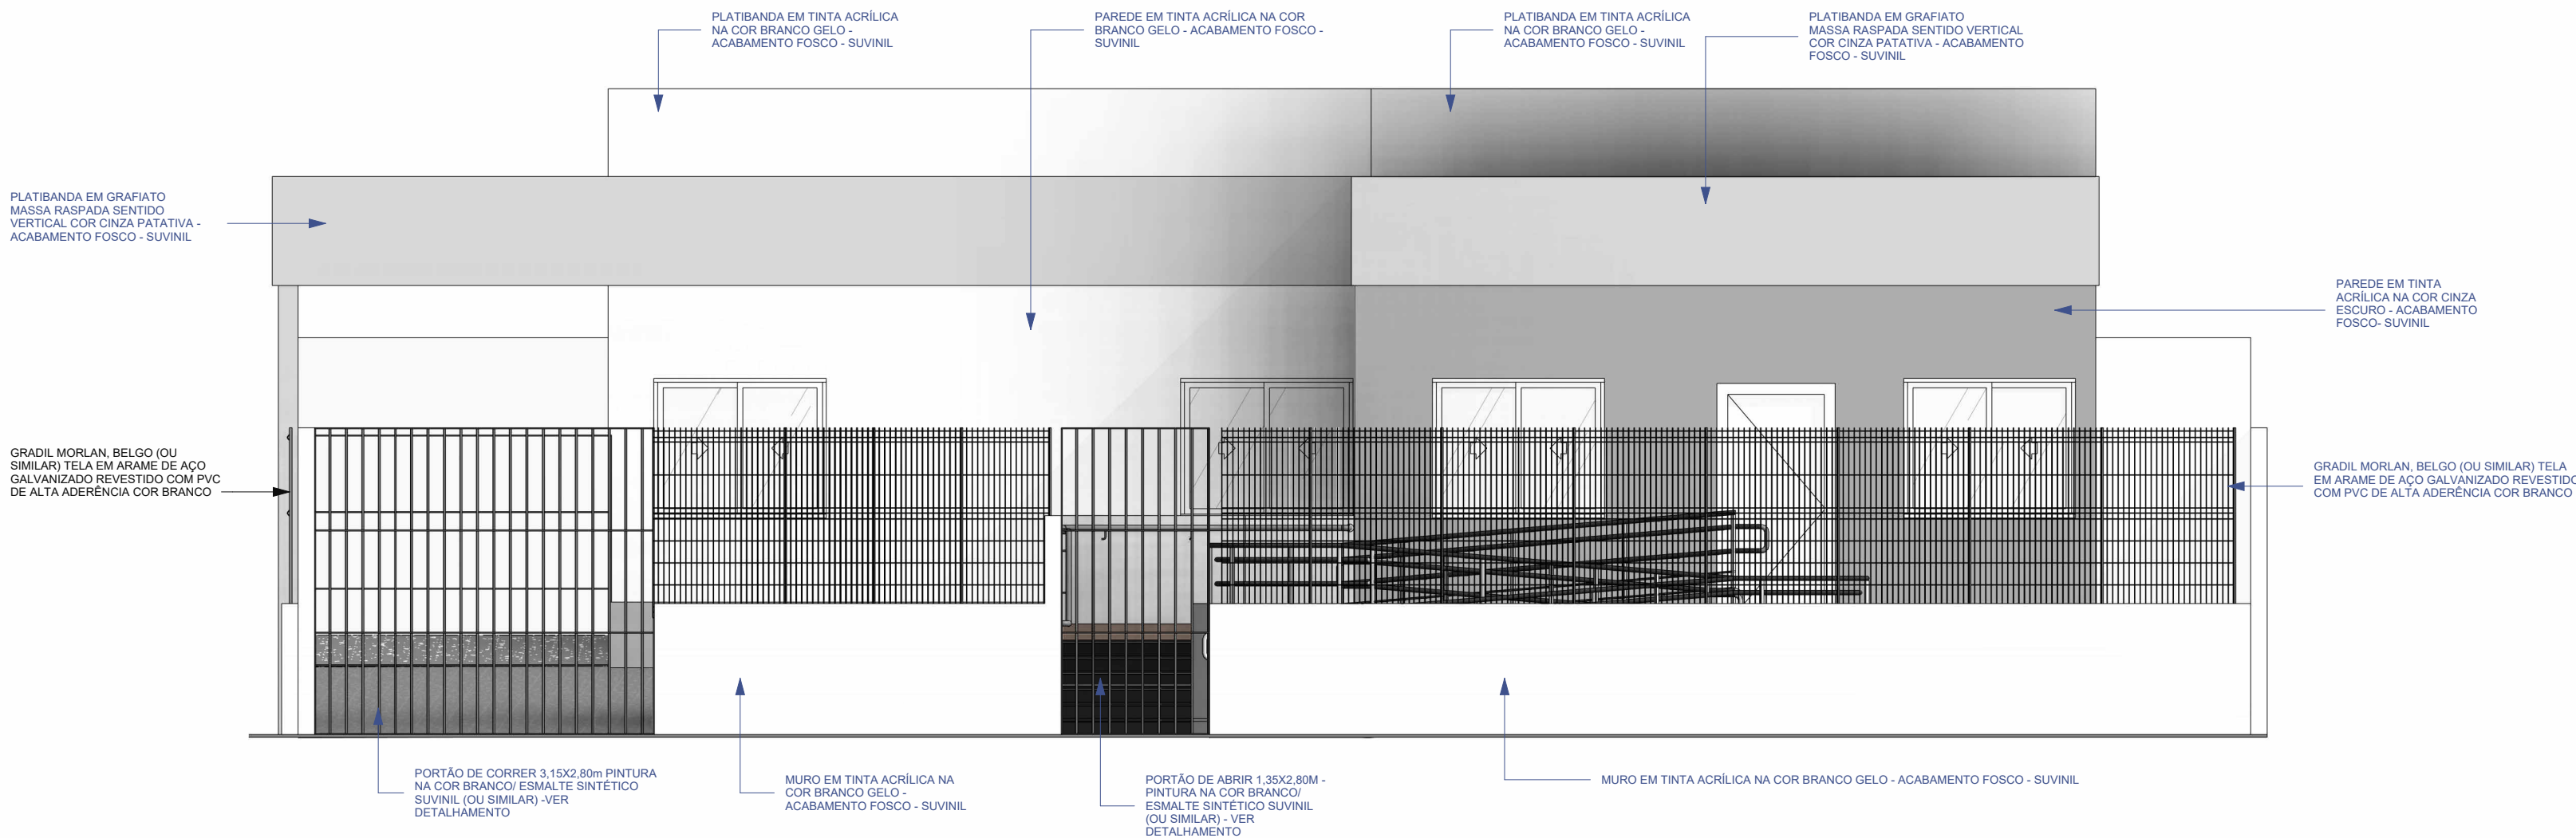 PLATIBANDA EM TINTA ACRÍLICA
NA COR BRANCO GELO -
ACABAMENTO FOSCO - SUVINIL
PAREDE EM TINTA ACRÍLICA NA COR
BRANCO GELO - ACABAMENTO FOSCO -
SUVINIL
PLATIBANDA EM TINTA ACRÍLICA
NA COR BRANCO GELO -
ACABAMENTO FOSCO - SUVINIL
PLATIBANDA EM GRAFIATO
MASSA RASPADA SENTIDO VERTICAL
COR CINZA PATATIVA - ACABAMENTO
FOSCO - SUVINIL
PLATIBANDA EM GRAFIATO
MASSA RASPADA SENTIDO
VERTICAL COR CINZA PATATIVA -
ACABAMENTO FOSCO - SUVINIL
PAREDE EM TINTA
ACRÍLICA NA COR CINZA
ESCURO - ACABAMENTO
FOSCO- SUVINIL
GRADIL MORLAN, BELGO (OU
SIMILAR) TELA EM ARAME DE AÇO
GALVANIZADO REVESTIDO COM PVC
DE ALTA ADERÊNCIA COR BRANCO
GRADIL MORLAN, BELGO (OU SIMILAR) TELA
EM ARAME DE AÇO GALVANIZADO REVESTIDO
COM PVC DE ALTA ADERÊNCIA COR BRANCO
PORTÃO DE CORRER 3,15X2,80m PINTURA
NA COR BRANCO/ ESMALTE SINTÉTICO
SUVINIL (OU SIMILAR) -VER
DETALHAMENTO
MURO EM TINTA ACRÍLICA NA
COR BRANCO GELO -
ACABAMENTO FOSCO - SUVINIL
PORTÃO DE ABRIR 1,35X2,80M -
PINTURA NA COR BRANCO/
ESMALTE SINTÉTICO SUVINIL
(OU SIMILAR) - VER
DETALHAMENTO
MURO EM TINTA ACRÍLICA NA COR BRANCO GELO - ACABAMENTO FOSCO - SUVINIL